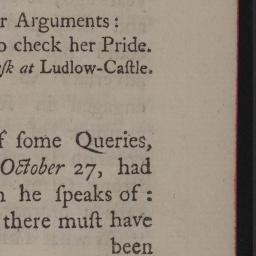 r Arguments:
o check her Pride.
ſk at Ludlow-Caſtle.
f ſome Queries,
October 27, had
n he ſpeaks of:
there muſt have
been